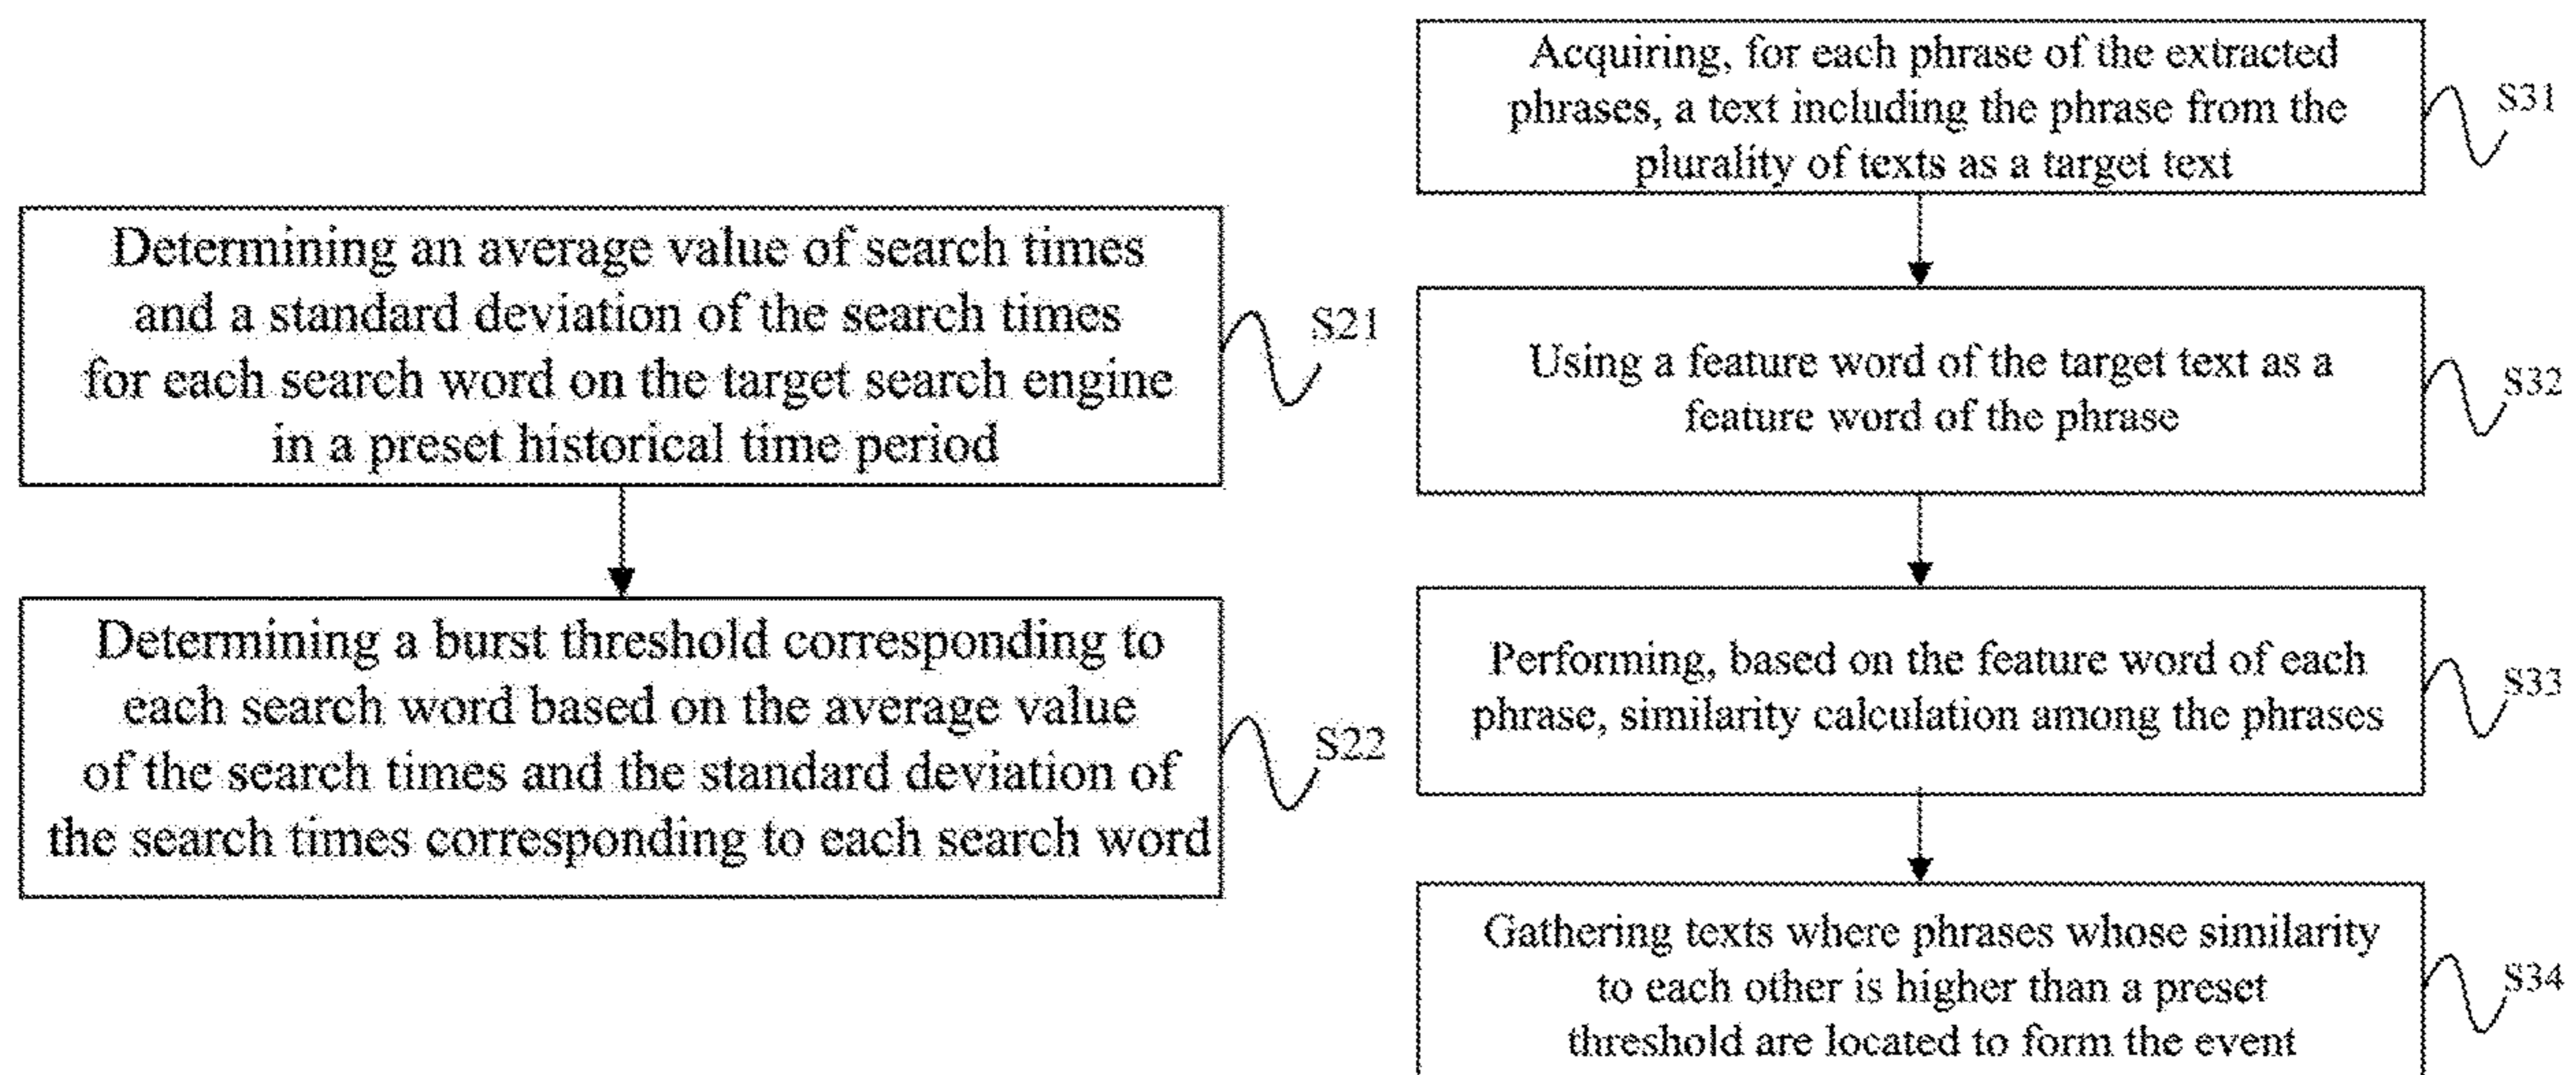 Determining an average value of search times
and a standard deviation of the search times
for each search word on the target search engine
in a preset historical time period
S21
Determining a burst threshold corresponding to
each search word based on the average value
of the search times and the standard deviation of
the search times corresponding to each search word
S22
Acquiring, for each phrase of the extracted
phrases, a text including the phrase from the
plurality of texts as a target text
S31
Using a feature word of the target text as a
feature word of the phrase
S32
Performing, based on the feature word of each
phrase, similarity calculation among the phrases
S33
Gathering texts where phrases whose similarity
to each other is higher than a preset
threshold are located to form the event
S34